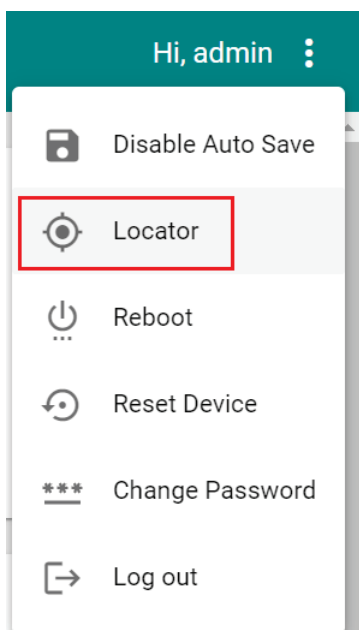 Hi, admin
Disable Auto Save
Locator
Reboot
Reset Device
Change Password
Log out